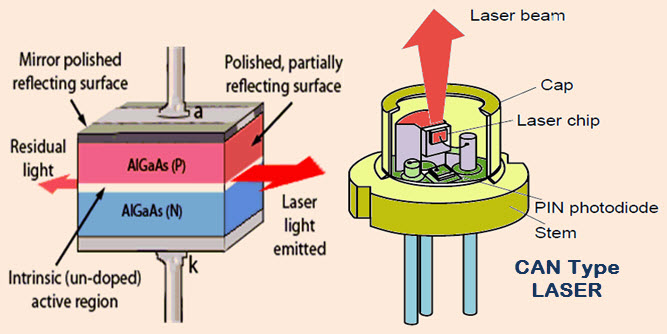 Mirror polished
reflecting surface
Polished, partially
reflecting surface
a
Residual
light
AlGaAs (P)
AlGaAs (N)
Laser
light
emitted
k
Intrinsic (un-doped)
active region
Laser beam
Cap
Laser chip
PIN photodiode
Stem
CAN Type
LASER